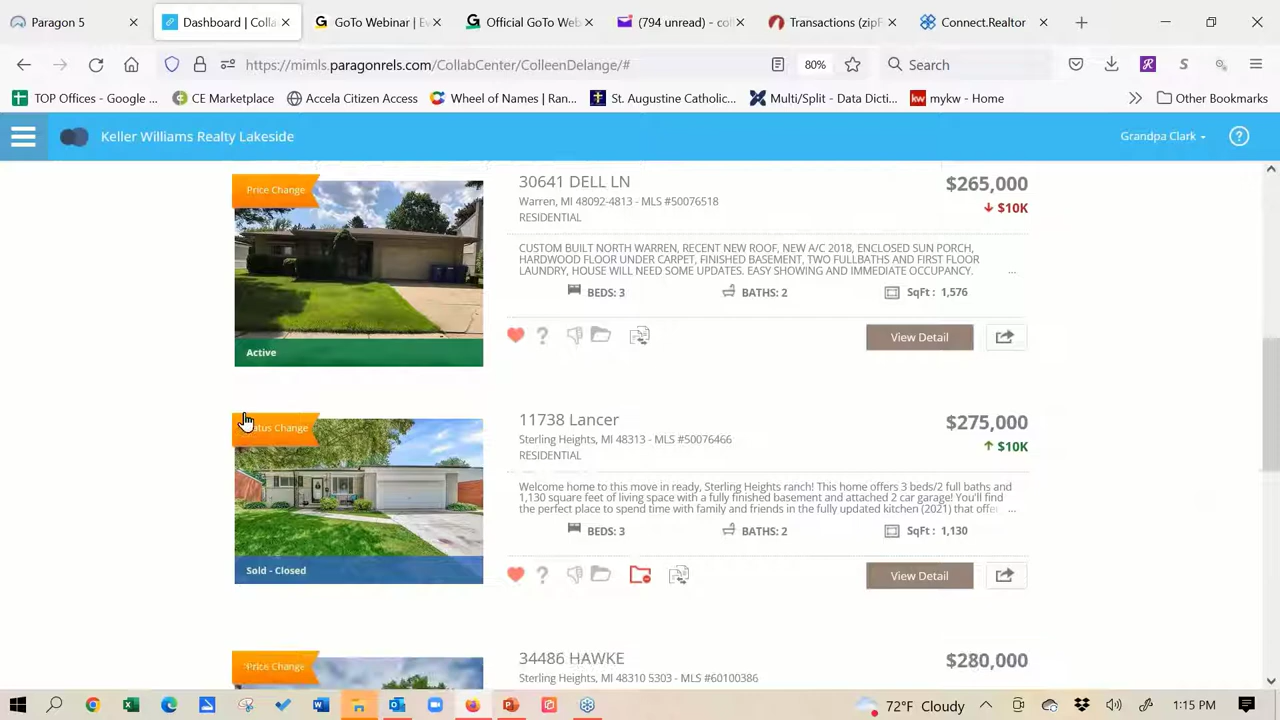 Paragon 5
Dashboard | Colla
GoTo Webinar | Ev
Official GoTo Web
(794 unread) - col
Transactions (zipF
Connect.Realtor
https://mimls.paragonrels.com/CollabCenter/ColleenDelange/#
80%
Search
TOP Offices - Google ...
CE Marketplace
Accela Citizen Access
Wheel of Names | Ran...
St. Augustine Catholic...
Multi/Split - Data Dicti...
kw
mykw - Home
Other Bookmarks
Keller Williams Realty Lakeside
Grandpa Clark
Price Change
Active
30641 DELL LN
$265,000
Warren, MI 48092-4813 - MLS #50076518
$10K
RESIDENTIAL
CUSTOM BUILT NORTH WARREN, RECENT NEW ROOF, NEW A/C 2018, ENCLOSED SUN PORCH,
HARDWOOD FLOOR UNDER CARPET, FINISHED BASEMENT, TWO FULLBATHS AND FIRST FLOOR
LAUNDRY, HOUSE WILL NEED SOME UPDATES. EASY SHOWING AND IMMEDIATE OCCUPANCY. ...
BEDS: 3
BATHS: 2
SqFt : 1,576
View Detail
atus Change
Sold - Closed
11738 Lancer
$275,000
Sterling Heights, MI 48313 - MLS #50076466
$10K
RESIDENTIAL
Welcome home to this move in ready, Sterling Heights ranch! This home offers 3 beds/2 full baths and
1,130 square feet of living space with a fully finished basement and attached 2 car garage! You'll find
the perfect place to spend time with family and friends in the fully updated kitchen (2021) that offe ...
BEDS: 3
BATHS: 2
SqFt : 1,130
View Detail
Price Change
34486 HAWKE
$280,000
Sterling Heights, MI 48310 5303 - MLS #60100386
72°F Cloudy
1:15 PM